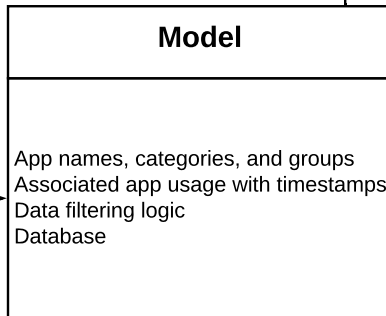 Model
App names, categories, and groups
Associated app usage with timestamps
Data filtering logic
Database